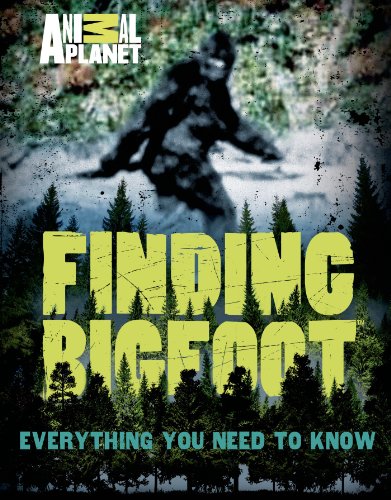 ANIMAL
PLANET
FINDING
BIGFOOT
EVERYTHING YOU NEED TO KNOW